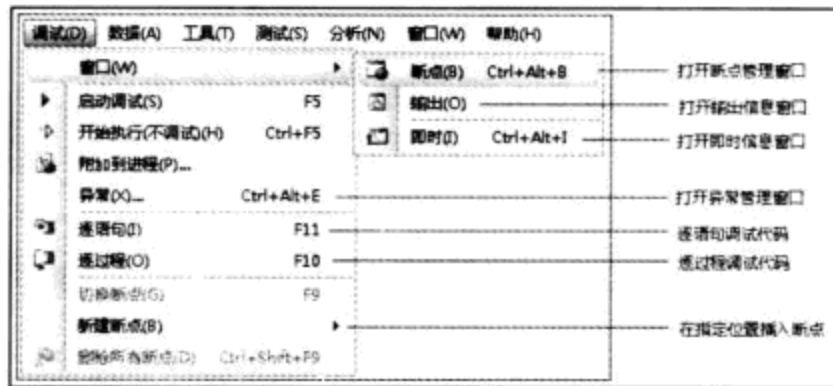 调试(D) 数据(A) 工具(T) 测试(S) 分析(N) 窗口(W) 帮助(H)
窗口(W)
断点(B) Ctrl+Alt+B 打开断点管理窗口
启动调试(S) F5
输出(O) 打开输出信息窗口
开始执行(不调试)(H) Ctrl+F5
即时(I) Ctrl+Alt+I 打开即时信息窗口
附加到进程(P)...
异常(X)... Ctrl+Alt+E 打开异常管理窗口
逐语句(I) F11 逐语句调试代码
逐过程(O) F10 逐过程调试代码
切换断点(G) F9
新建断点(B) 在指定位置插入断点
删除所有断点(D) Ctrl+Shift+F9